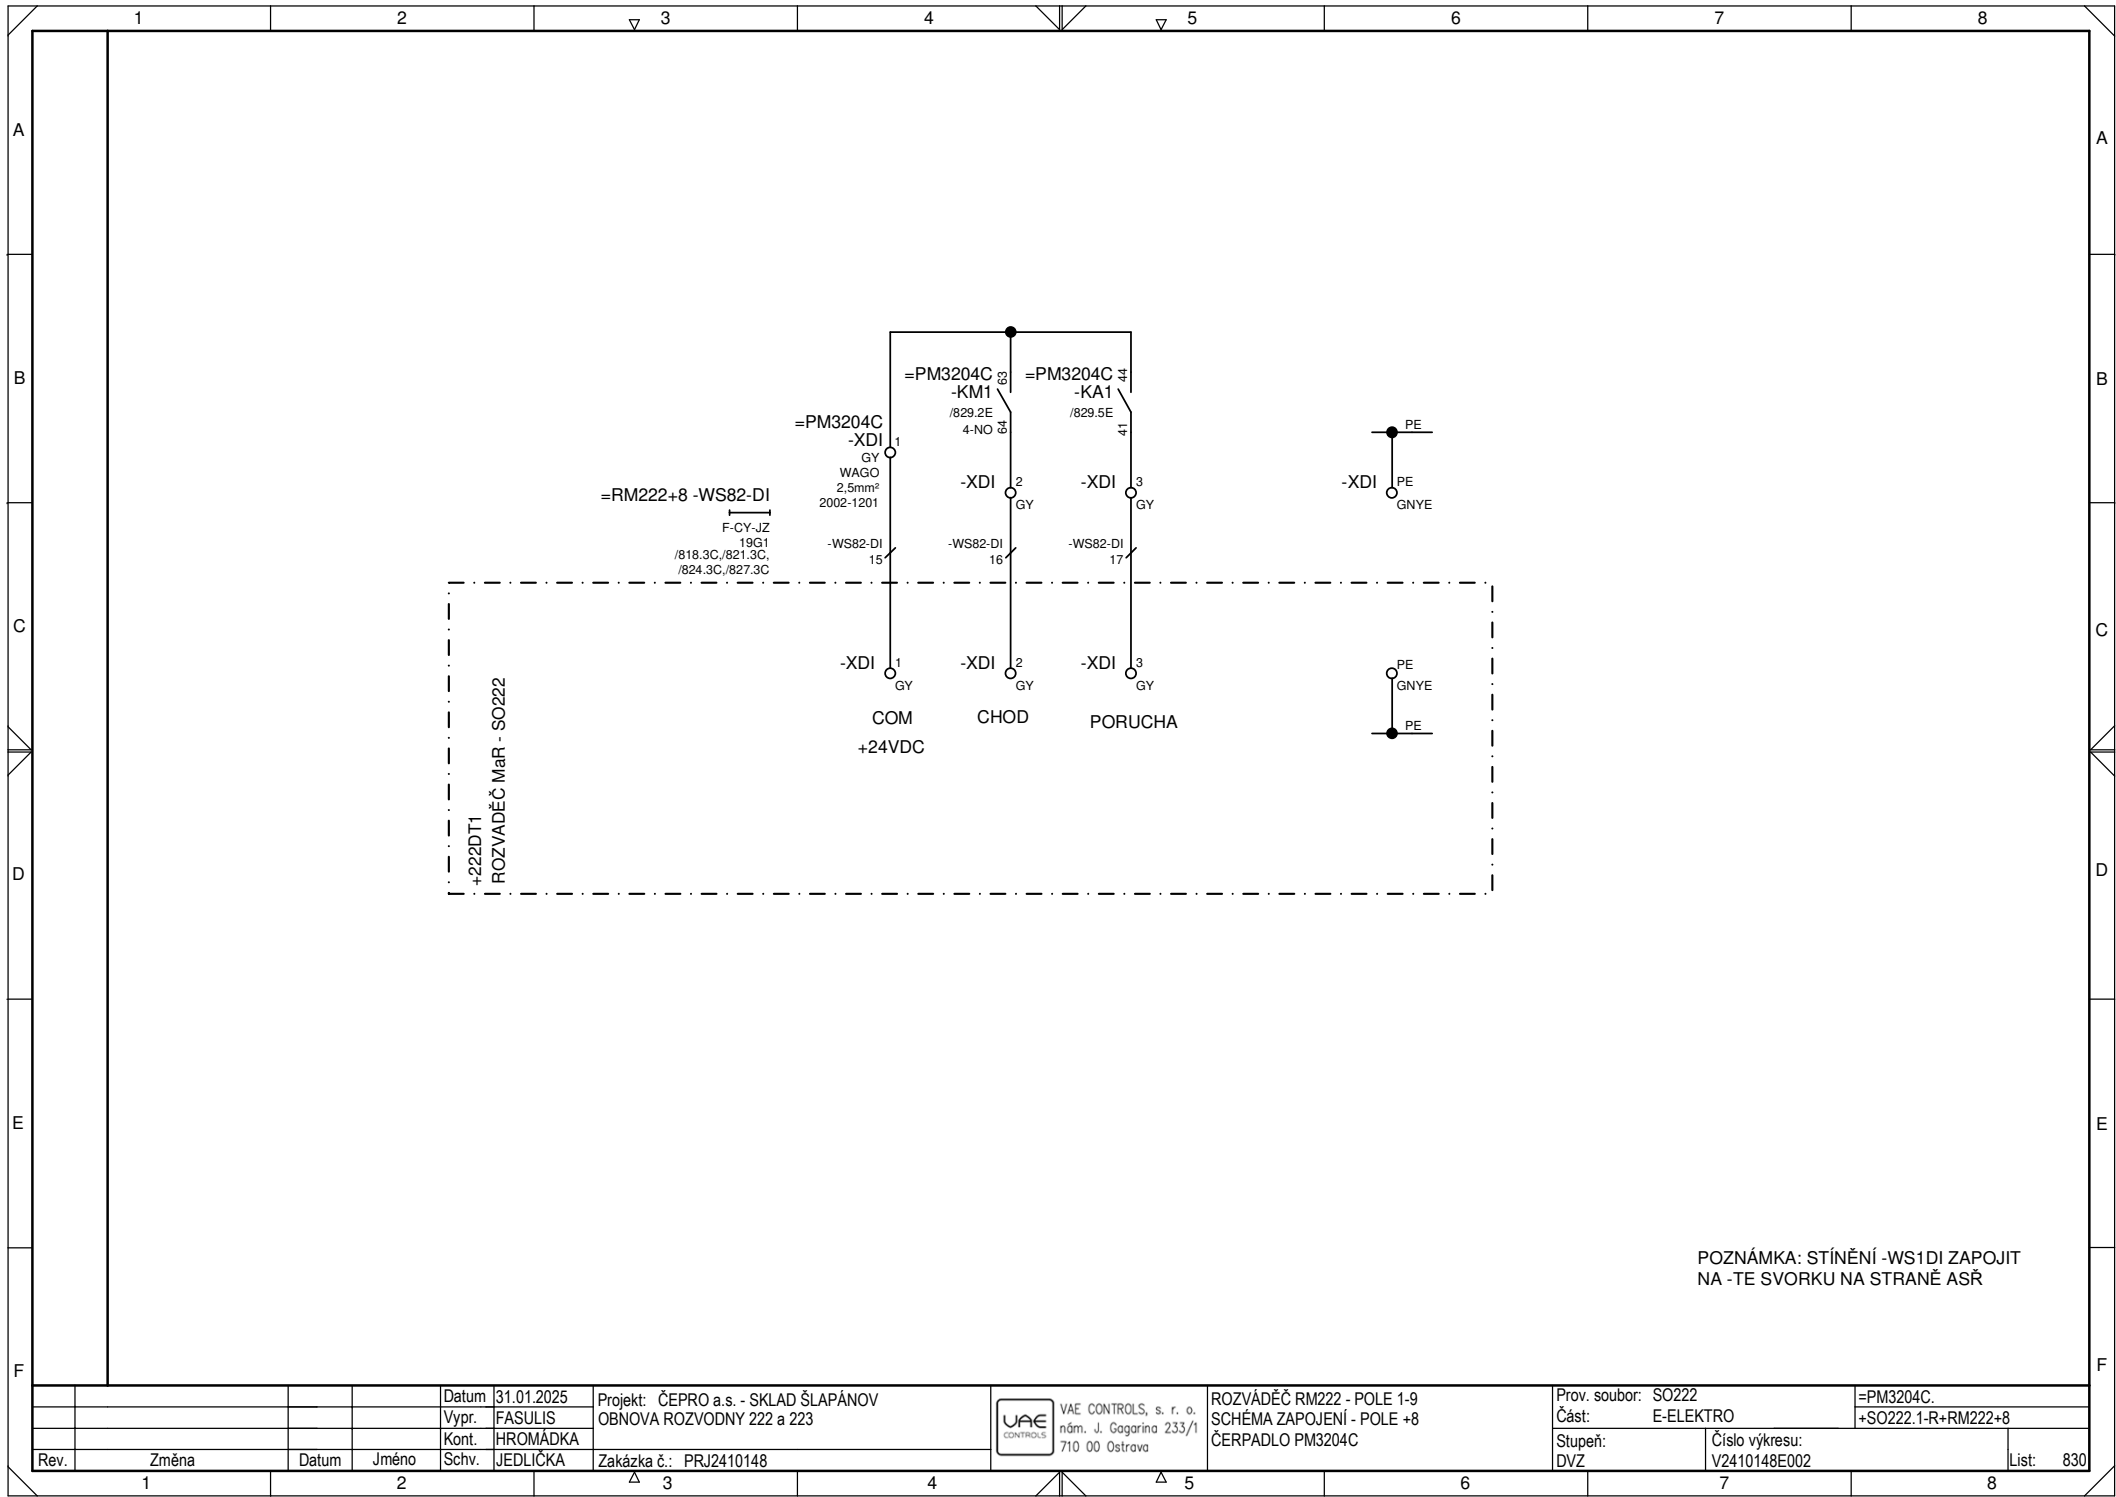 1 2 3 4 5 6 7 8
A A
B B
C C
D D
E E
F F
=PM3204C
-KM1
/829.2E
4-NO
63
64
=PM3204C
-KA1
/829.5E
44
41
=PM3204C
-XDI 1
GY
WAGO
2,5mm²
2002-1201
-XDI 2
GY
-XDI 3
GY
PE
-XDI PE
GNYE
=RM222+8 -WS82-DI
F-CY-JZ
19G1
/818.3C,/821.3C,
/824.3C,/827.3C
-WS82-DI
15
-WS82-DI
16
-WS82-DI
17
+222DT1
ROZVADĚČ MaR - SO222
-XDI 1
GY
-XDI 2
GY
-XDI 3
GY
PE
GNYE
PE
COM
+24VDC
CHOD
PORUCHA
POZNÁMKA: STÍNĚNÍ -WS1DI ZAPOJIT
NA -TE SVORKU NA STRANĚ ASŘ
Rev. Změna Datum Jméno
Datum 31.01.2025
Vypr. FASULIS
Kont. HROMÁDKA
Schv. JEDLIČKA
Projekt: ČEPRO a.s. - SKLAD ŠLAPÁNOV
OBNOVA ROZVODNY 222 a 223
Zakázka č.: PRJ2410148
VAE
CONTROLS
VAE CONTROLS, s. r. o.
nám. J. Gagarina 233/1
710 00 Ostrava
ROZVÁDĚČ RM222 - POLE 1-9
SCHÉMA ZAPOJENÍ - POLE +8
ČERPADLO PM3204C
Prov. soubor: SO222
Část: E-ELEKTRO
Stupeň:
DVZ
Číslo výkresu:
V2410148E002
=PM3204C.
+SO222.1-R+RM222+8
List: 830
1 2 3 4 5 6 7 8